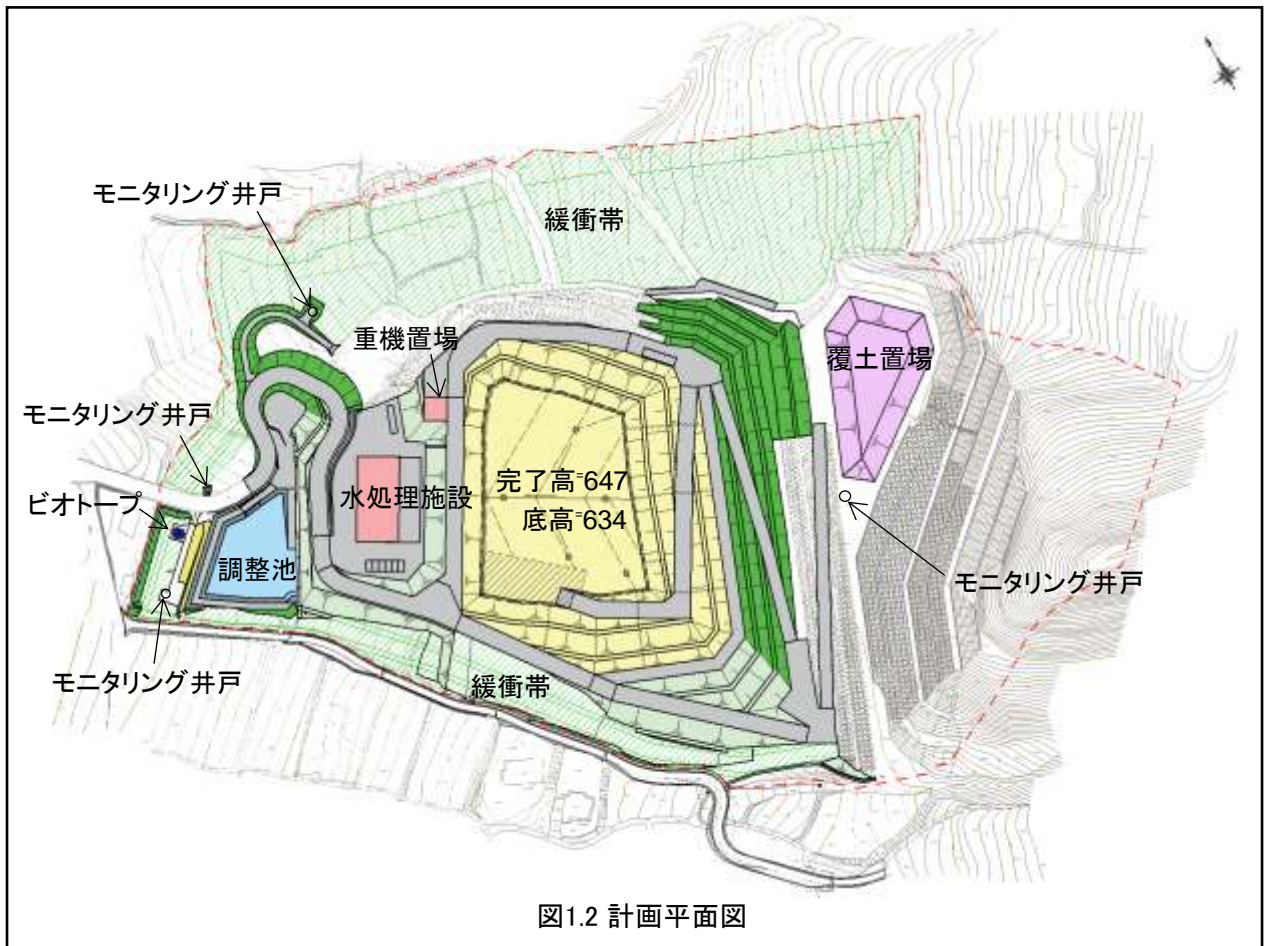 モニタリング井戸
緩衝帯
重機置場
覆土置場
モニタリング井戸
ビオトープ
水処理施設
完了高=647
底高=634
調整池
モニタリング井戸
モニタリング井戸
緩衝帯
図1.2 計画平面図